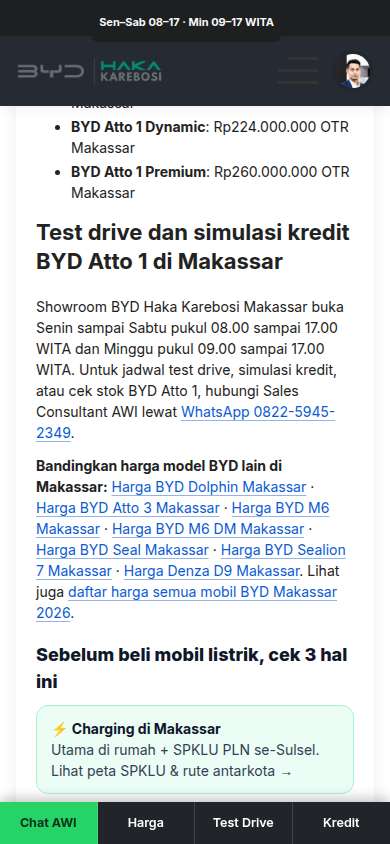 Sen–Sab 08–17 · Min 09–17 WITA
BYD HAKA
KAREBOSI
Makassar
• BYD Atto 1 Dynamic: Rp224.000.000 OTR
Makassar
• BYD Atto 1 Premium: Rp260.000.000 OTR
Makassar
Test drive dan simulasi kredit
BYD Atto 1 di Makassar
Showroom BYD Haka Karebosi Makassar buka
Senin sampai Sabtu pukul 08.00 sampai 17.00
WITA dan Minggu pukul 09.00 sampai 17.00
WITA. Untuk jadwal test drive, simulasi kredit,
atau cek stok BYD Atto 1, hubungi Sales
Consultant AWI lewat WhatsApp 0822-5945-
2349.
Bandingkan harga model BYD lain di
Makassar: Harga BYD Dolphin Makassar ·
Harga BYD Atto 3 Makassar · Harga BYD M6
Makassar · Harga BYD M6 DM Makassar ·
Harga BYD Seal Makassar · Harga BYD Sealion
7 Makassar · Harga Denza D9 Makassar. Lihat
juga daftar harga semua mobil BYD Makassar
2026.
Sebelum beli mobil listrik, cek 3 hal
ini
⚡ Charging di Makassar
Utama di rumah + SPKLU PLN se-Sulsel.
Lihat peta SPKLU & rute antarkota →
Chat AWI Harga Test Drive Kredit